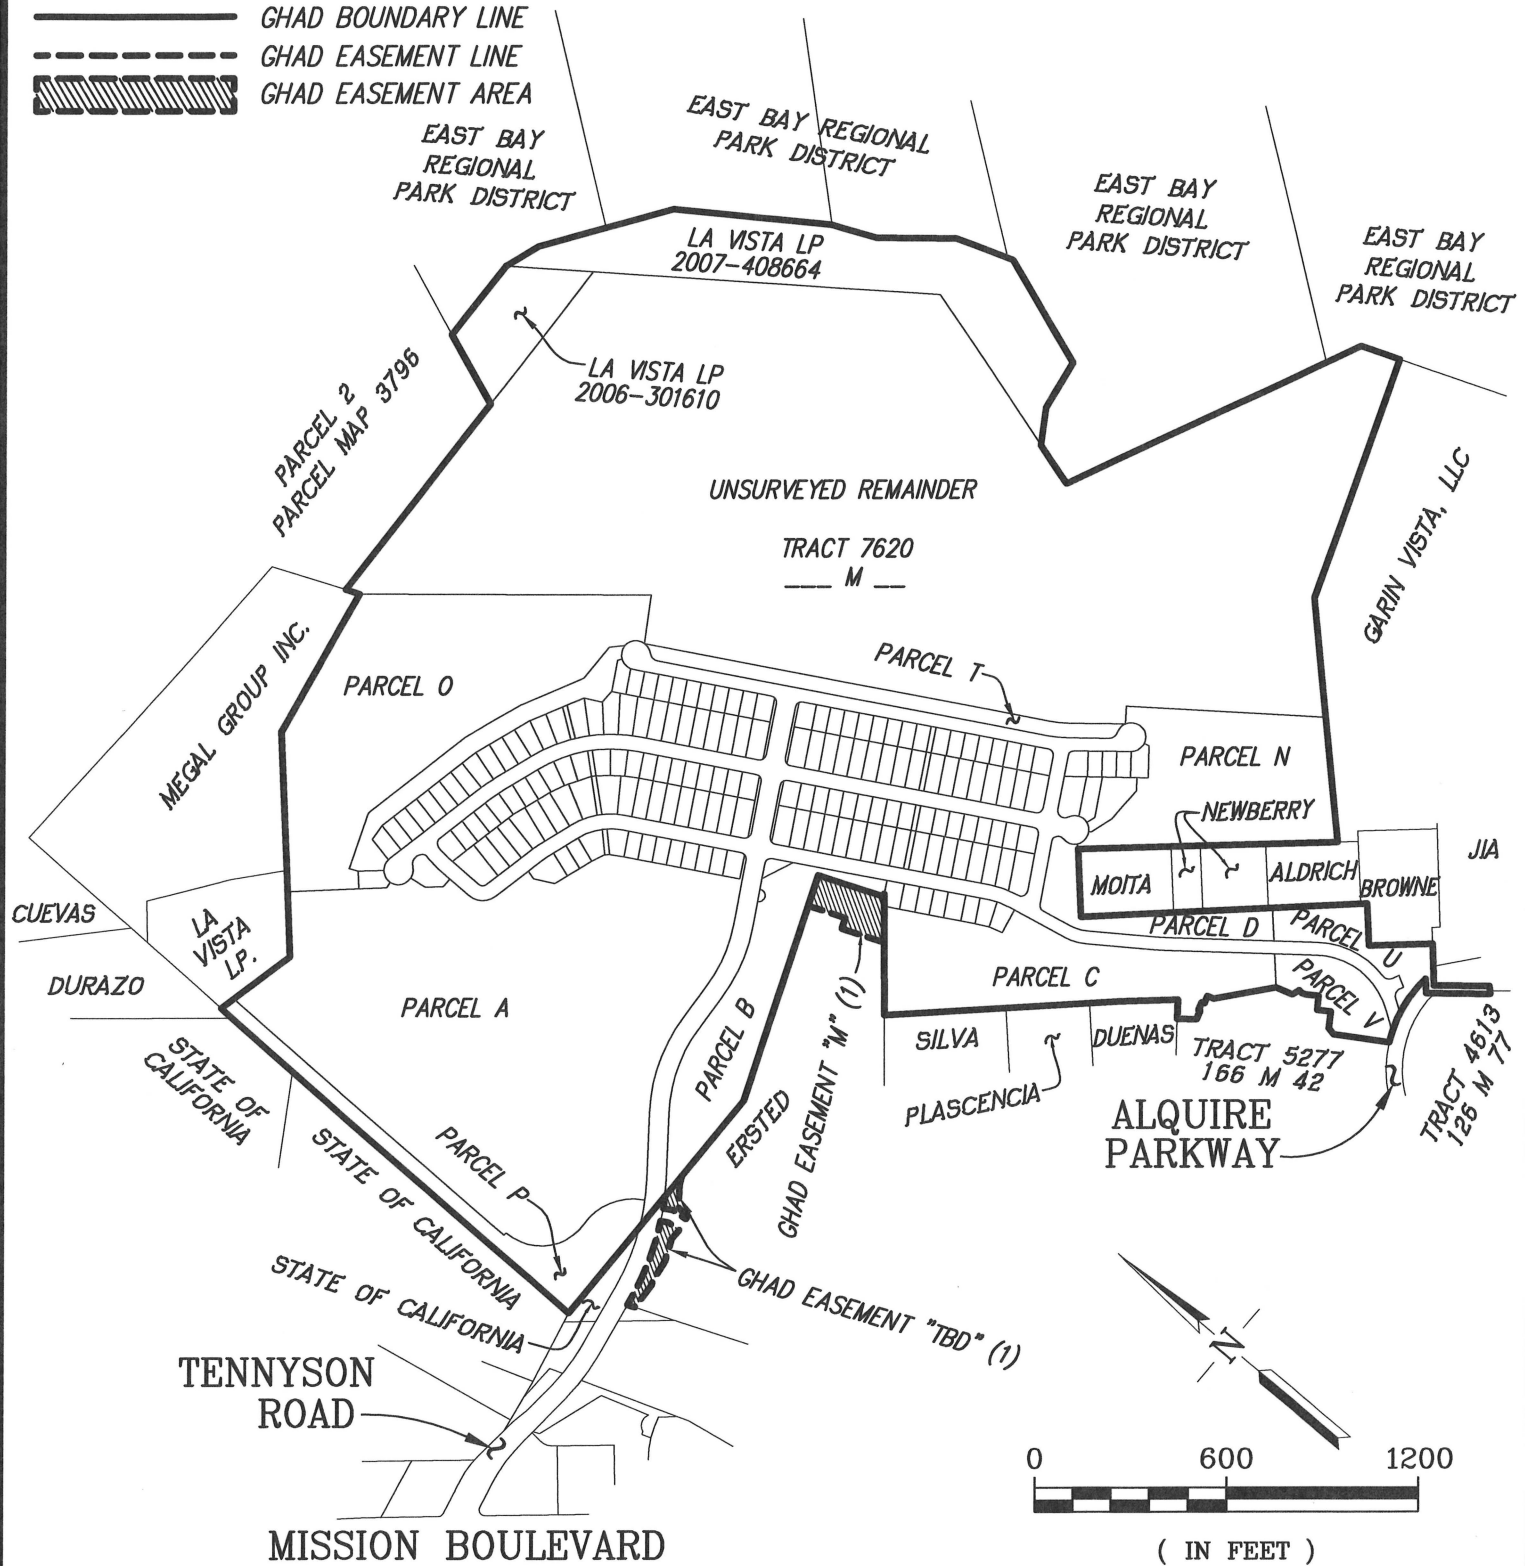 GHAD BOUNDARY LINE
GHAD EASEMENT LINE
GHAD EASEMENT AREA
EAST BAY
REGIONAL
PARK DISTRICT
EAST BAY REGIONAL
PARK DISTRICT
EAST BAY
REGIONAL
PARK DISTRICT
EAST BAY
REGIONAL
PARK DISTRICT
LA VISTA LP
2007-408664
LA VISTA LP
2006-301610
PARCEL 2
PARCEL MAP 3796
UNSURVEYED REMAINDER
TRACT 7620
___ M __
GARIN VISTA, LLC
MEGAL GROUP INC.
PARCEL O
PARCEL T
PARCEL N
NEWBERRY
MOITA
ALDRICH
BROWNE
JIA
CUEVAS
LA
VISTA
LP.
DURAZO
PARCEL A
PARCEL B
PARCEL C
PARCEL D
PARCEL U
PARCEL V
GHAD EASEMENT "M" (1)
ERSTED
SILVA
PLASCENCIA
DUENAS
TRACT 5277
166 M 42
TRACT 4613
126 M 77
ALQUIRE
PARKWAY
STATE OF
CALIFORNIA
STATE OF CALIFORNIA
PARCEL P
STATE OF CALIFORNIA
GHAD EASEMENT "TBD" (1)
TENNYSON
ROAD
MISSION BOULEVARD
N
0 600 1200
( IN FEET )